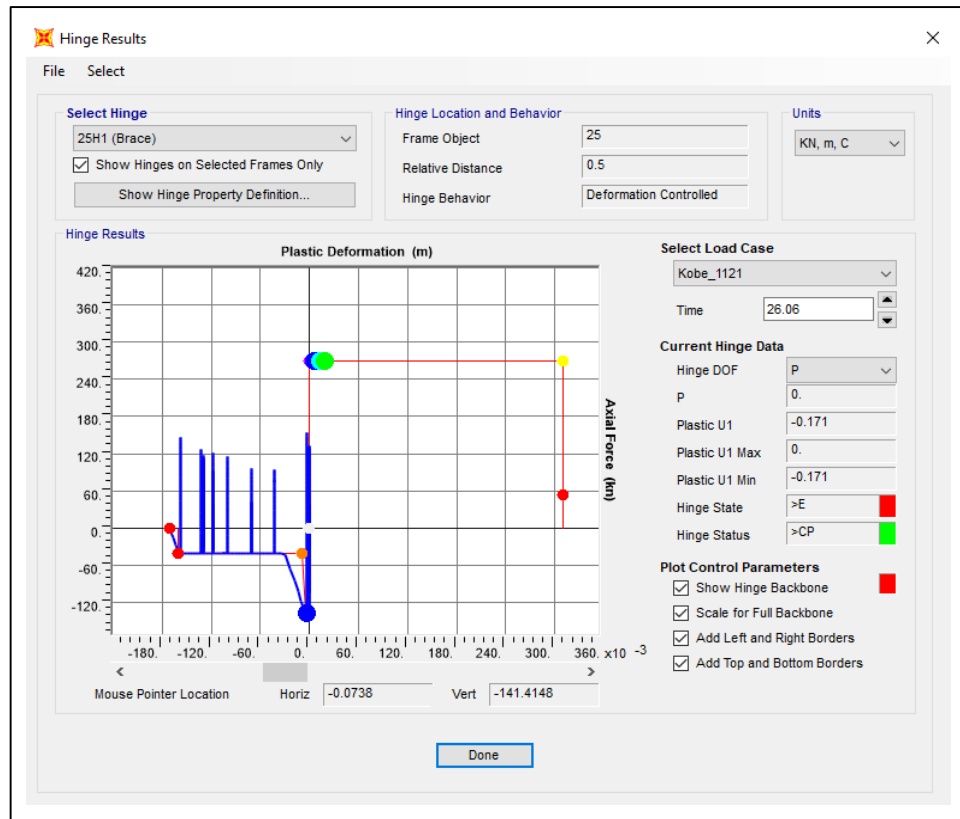 Hinge Results
File Select
Select Hinge
25H1 (Brace)
Show Hinges on Selected Frames Only
Show Hinge Property Definition...
Hinge Location and Behavior
Frame Object 25
Relative Distance 0.5
Hinge Behavior Deformation Controlled
Units
KN, m, C
Hinge Results
Plastic Deformation (m)
420.
360.
300.
240.
180.
120.
60.
0.
-60.
-120.
Axial Force (kn)
-180. -120. -60. 0. 60. 120. 180. 240. 300. 360. x10 -3
Mouse Pointer Location Horiz -0.0738 Vert -141.4148
Select Load Case
Kobe_1121
Time 26.06
Current Hinge Data
Hinge DOF P
P 0.
Plastic U1 -0.171
Plastic U1 Max 0.
Plastic U1 Min -0.171
Hinge State >E
Hinge Status >CP
Plot Control Parameters
Show Hinge Backbone
Scale for Full Backbone
Add Left and Right Borders
Add Top and Bottom Borders
Done